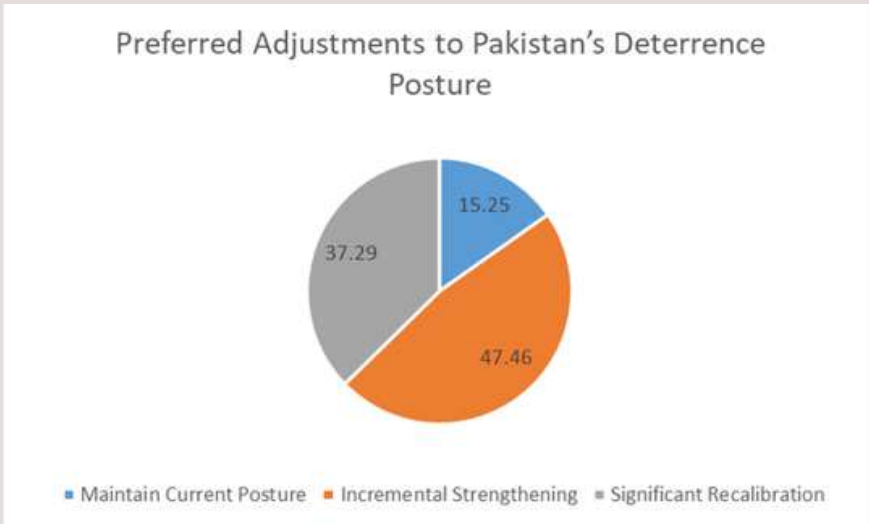 Preferred Adjustments to Pakistan’s Deterrence
Posture
15.25
37.29
47.46
Maintain Current Posture Incremental Strengthening Significant Recalibration